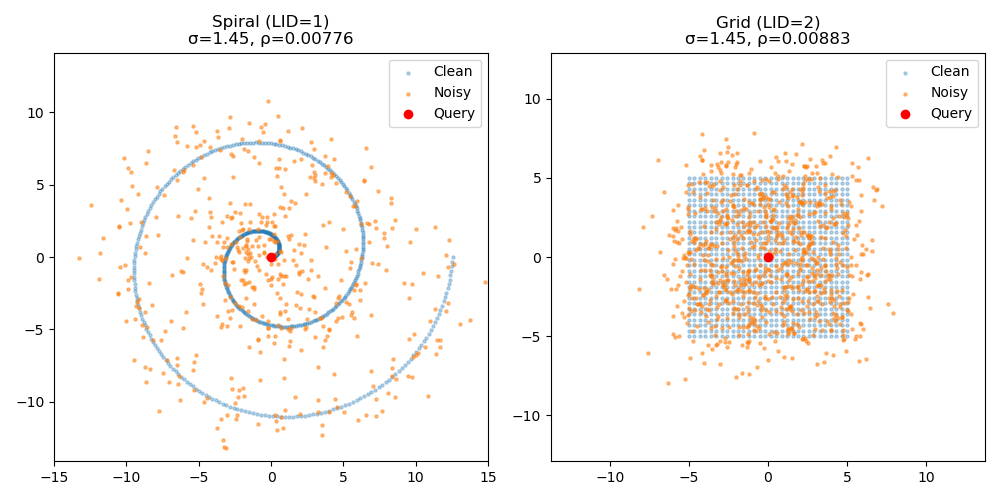 Spiral (LID=1)
σ=1.45, ρ=0.00776
Clean
Noisy
Query
10
5
0
−5
−10
−15
−10
−5
0
5
10
15
Grid (LID=2)
σ=1.45, ρ=0.00883
Clean
Noisy
Query
10
5
0
−5
−10
−10
−5
0
5
10